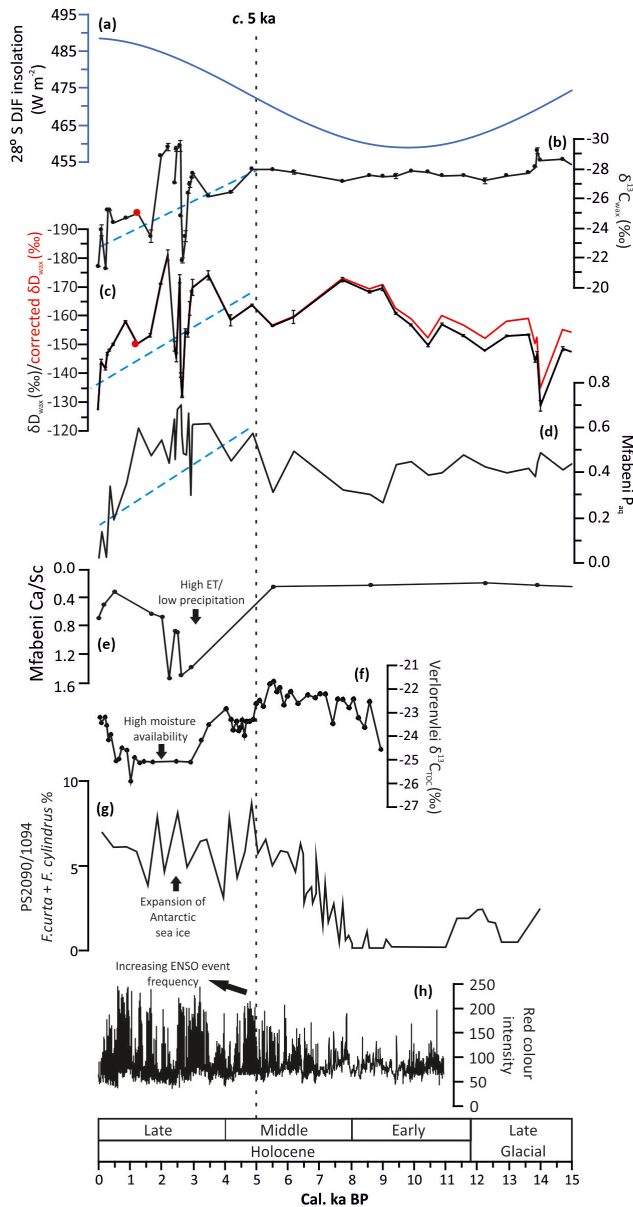 c. 5 ka
(a)
28° S DJF insolation
(W m⁻²)
495
485
475
465
455
(b)
-30
-28
-26
-24
-22
-20
δ¹³C_wax (‰)
-190
-180
-170
-160
-150
-140
-130
-120
δD_wax (‰)/corrected δD_wax (‰)
(c)
0.8
0.6
0.4
0.2
0.0
Mfabeni P_aq
(d)
0.0
0.4
0.8
1.2
1.6
Mfabeni Ca/Sc
High ET/
low precipitation
(e)
(f)
-21
-22
-23
-24
-25
-26
-27
Verlorenvlei δ¹³C_TOC (‰)
High moisture
availability
10
5
0
(g)
PS2090/1094
F.curta + F. cylindrus %
Expansion of
Antarctic
sea ice
Increasing ENSO event
frequency
(h)
250
200
150
100
50
0
Red colour
intensity
Late
Middle
Early
Late
Holocene
Glacial
0 1 2 3 4 5 6 7 8 9 10 11 12 13 14 15
Cal. ka BP